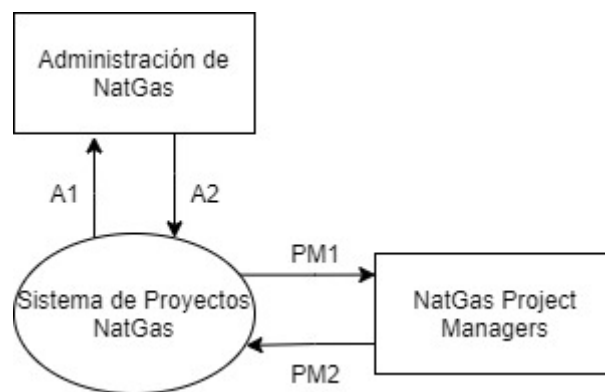 Administración de
NatGas
A1
A2
PM1
Sistema de Proyectos
NatGas
NatGas Project
Managers
PM2